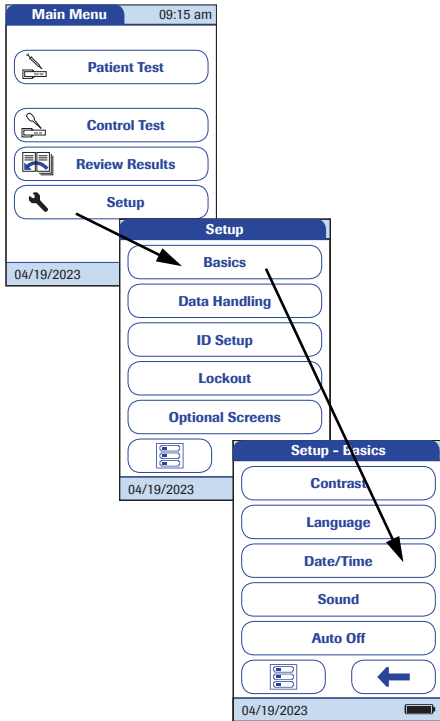 Main Menu 09:15 am
Patient Test
Control Test
Review Results
Setup
04/19/2023
Setup
Basics
Data Handling
ID Setup
Lockout
Optional Screens
04/19/2023
Setup - Basics
Contrast
Language
Date/Time
Sound
Auto Off
04/19/2023